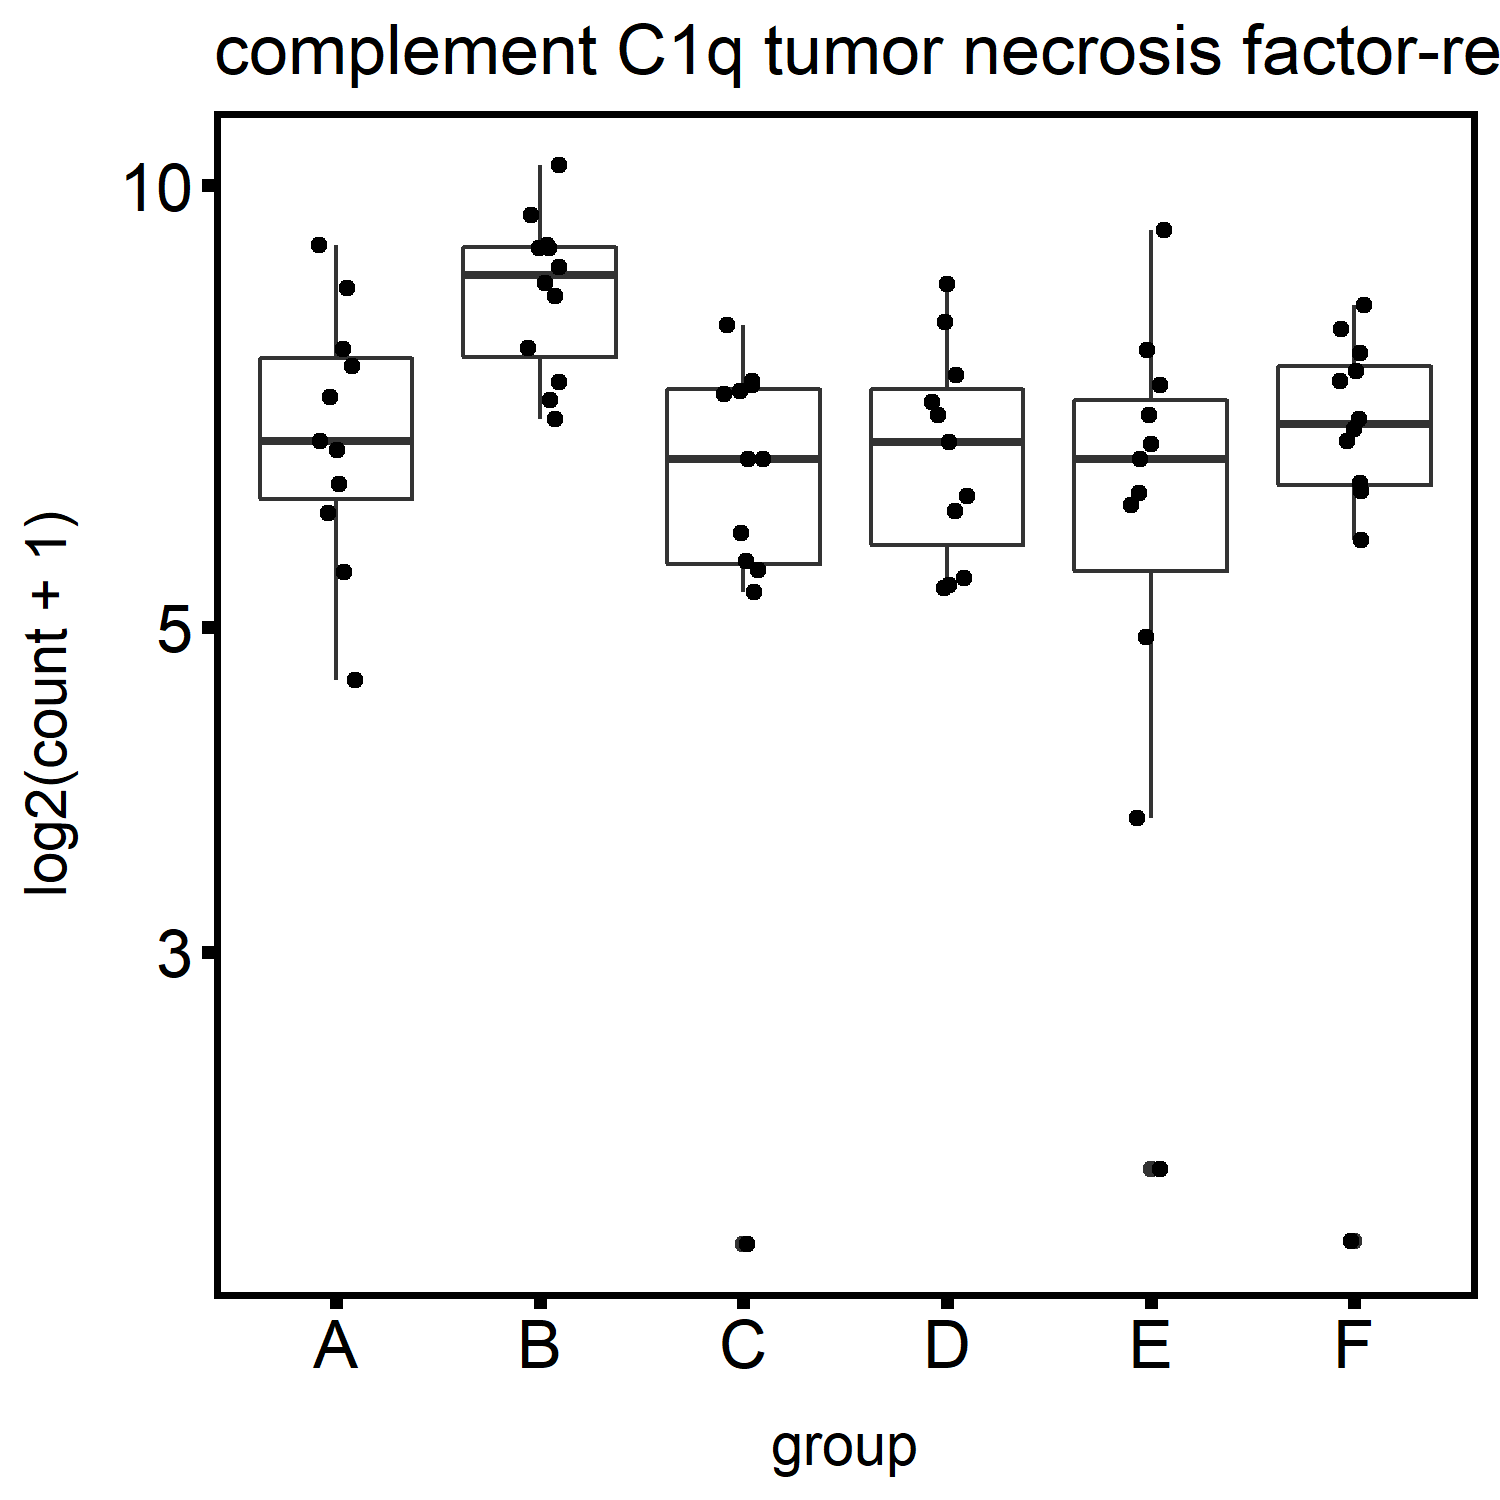 complement C1q tumor necrosis factor-re
10
5
3
log2(count + 1)
A B C D E F
group